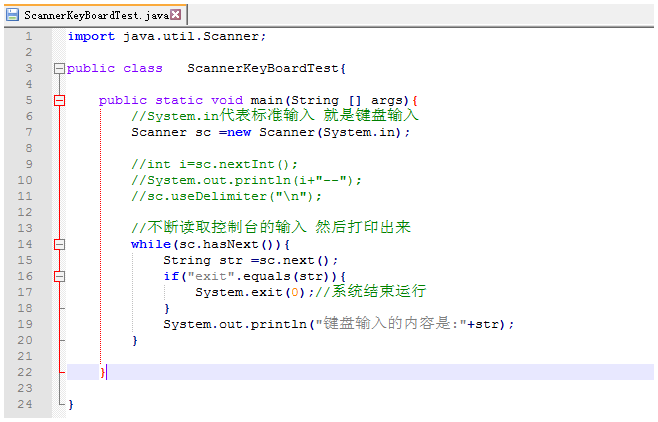 ScannerKeyBoardTest.java
1 import java.util.Scanner;
2
3 public class   ScannerKeyBoardTest{
4
5     public static void main(String [] args){
6         //System.in代表标准输入 就是键盘输入
7         Scanner sc =new Scanner(System.in);
8
9         //int i=sc.nextInt();
10         //System.out.println(i+"--");
11         //sc.useDelimiter("\n");
12
13         //不断读取控制台的输入 然后打印出来
14         while(sc.hasNext()){
15             String str =sc.next();
16             if("exit".equals(str)){
17                 System.exit(0);//系统结束运行
18             }
19             System.out.println("键盘输入的内容是:"+str);
20         }
21
22     }
23
24 }